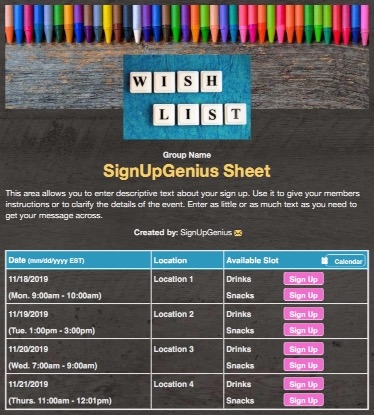 WISH
LIST
Group Name
SignUpGenius Sheet
This area allows you to enter descriptive text about your sign up. Use it to give your members
instructions or to clarify the details of the event. Enter as little or as much text as you need to
get your message across.
Created by: SignUpGenius
Date (mm/dd/yyyy EST) Location Available Slot Calendar
11/18/2019 Location 1 Drinks Sign Up
(Mon. 9:00am - 10:00am) Snacks Sign Up
11/19/2019 Location 2 Drinks Sign Up
(Tue. 1:00pm - 3:00pm) Snacks Sign Up
11/20/2019 Location 3 Drinks Sign Up
(Wed. 7:00am - 9:00am) Snacks Sign Up
11/21/2019 Location 4 Drinks Sign Up
(Thurs. 11:00am - 12:01pm) Snacks Sign Up